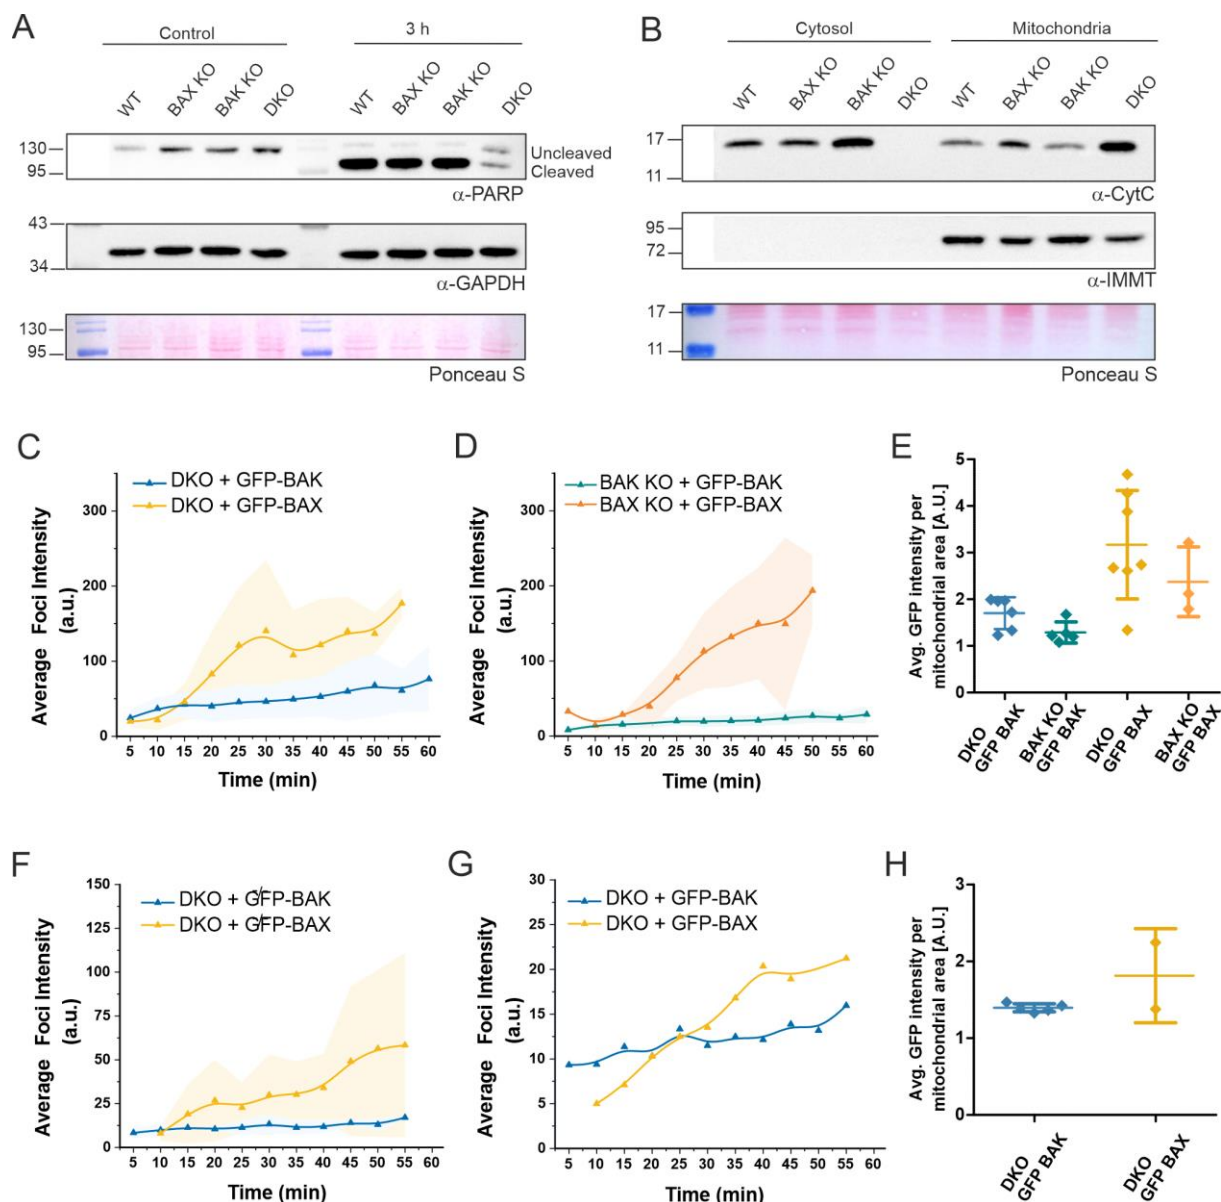 A
Control
3 h
WT
BAX KO
BAK KO
DKO
WT
BAX KO
BAK KO
DKO
130
95
Uncleaved
Cleaved
α-PARP
43
34
α-GAPDH
130
95
Ponceau S
B
Cytosol
Mitochondria
WT
BAX KO
BAK KO
DKO
WT
BAX KO
BAK KO
DKO
17
11
α-CytC
95
72
α-IMMT
17
11
Ponceau S
C
DKO + GFP-BAK
DKO + GFP-BAX
Average Foci Intensity
(a.u.)
300
200
100
0
5 10 15 20 25 30 35 40 45 50 55 60
Time (min)
D
BAK KO + GFP-BAK
BAX KO + GFP-BAX
Average Foci Intensity
(a.u.)
300
200
100
0
5 10 15 20 25 30 35 40 45 50 55 60
Time (min)
E
Avg. GFP intensity per
mitochondrial area [A.U.]
5
4
3
2
1
0
DKO
GFP BAK
BAK KO
GFP BAK
DKO
GFP BAX
BAX KO
GFP BAX
F
DKO + GFP-BAK
DKO + GFP-BAX
Average Foci Intensity
(a.u.)
150
125
100
75
50
25
0
5 10 15 20 25 30 35 40 45 50 55 60
Time (min)
G
DKO + GFP-BAK
DKO + GFP-BAX
Average Foci Intensity
(a.u.)
30
25
20
15
10
5
0
5 10 15 20 25 30 35 40 45 50 55 60
Time (min)
H
Avg. GFP intensity per
mitochondrial area [A.U.]
3
2
1
0
DKO
GFP BAK
DKO
GFP BAX